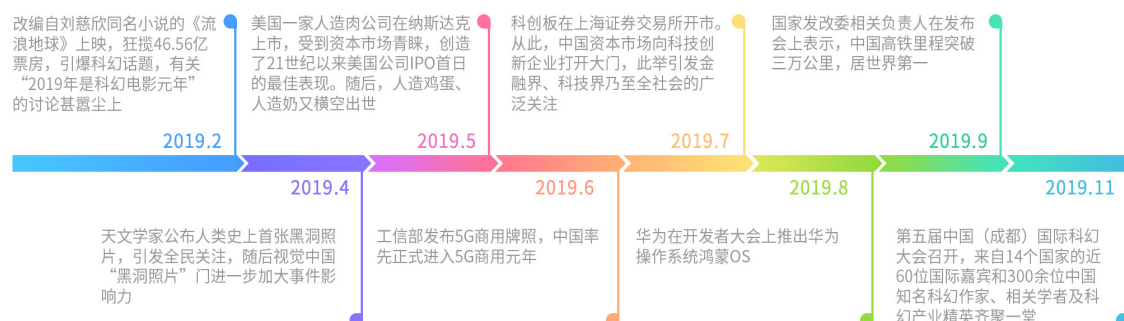 改编自刘慈欣同名小说的《流
浪地球》上映，狂揽46.56亿
票房，引爆科幻话题，有关
“2019年是科幻电影元年”
的讨论甚嚣尘上
2019.2
美国一家人造肉公司在纳斯达克
上市，受到资本市场青睐，创造
了21世纪以来美国公司IPO首日
的最佳表现。随后，人造鸡蛋、
人造奶又横空出世
2019.5
科创板在上海证券交易所开市。
从此，中国资本市场向科技创
新企业打开大门，此举引发金
融界、科技界乃至全社会的广
泛关注
2019.7
国家发改委相关负责人在发布
会上表示，中国高铁里程突破
三万公里，居世界第一
2019.9
2019.4
天文学家公布人类史上首张黑洞照
片，引发全民关注，随后视觉中国
“黑洞照片”门进一步加大事件影
响力
2019.6
工信部发布5G商用牌照，中国率
先正式进入5G商用元年
2019.8
华为在开发者大会上推出华为
操作系统鸿蒙OS
2019.11
第五届中国（成都）国际科幻
大会召开，来自14个国家的近
60位国际嘉宾和300余位中国
知名科幻作家、相关学者及科
幻产业精英齐聚一堂